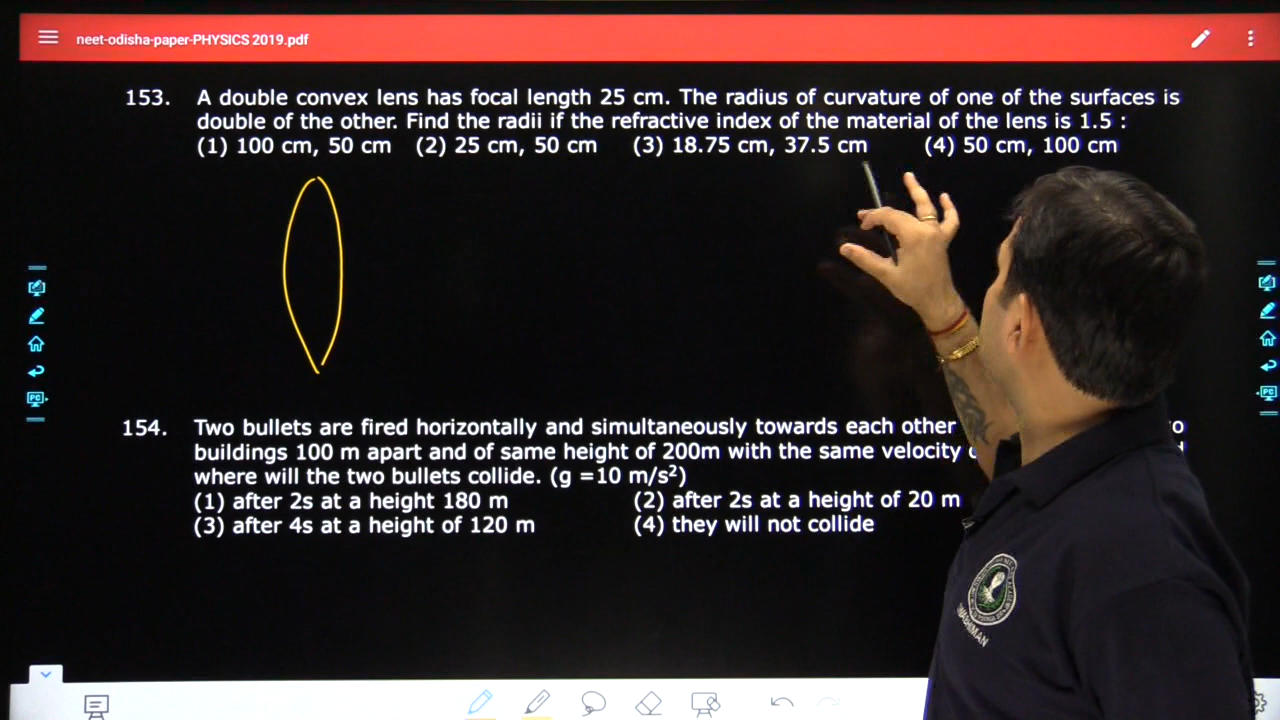 neet-odisha-paper-PHYSICS 2019.pdf
153. A double convex lens has focal length 25 cm. The radius of curvature of one of the surfaces is
double of the other. Find the radii if the refractive index of the material of the lens is 1.5 :
(1) 100 cm, 50 cm (2) 25 cm, 50 cm (3) 18.75 cm, 37.5 cm (4) 50 cm, 100 cm
154. Two bullets are fired horizontally and simultaneously towards each other
buildings 100 m apart and of same height of 200m with the same velocity
where will the two bullets collide. (g =10 m/s²)
(1) after 2s at a height 180 m (2) after 2s at a height of 20 m
(3) after 4s at a height of 120 m (4) they will not collide
PC
PC